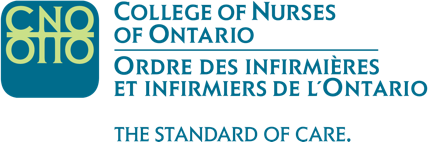 CNO
OIIO
COLLEGE OF NURSES
OF ONTARIO
ORDRE DES INFIRMIÈRES
ET INFIRMIERS DE L'ONTARIO
THE STANDARD OF CARE.